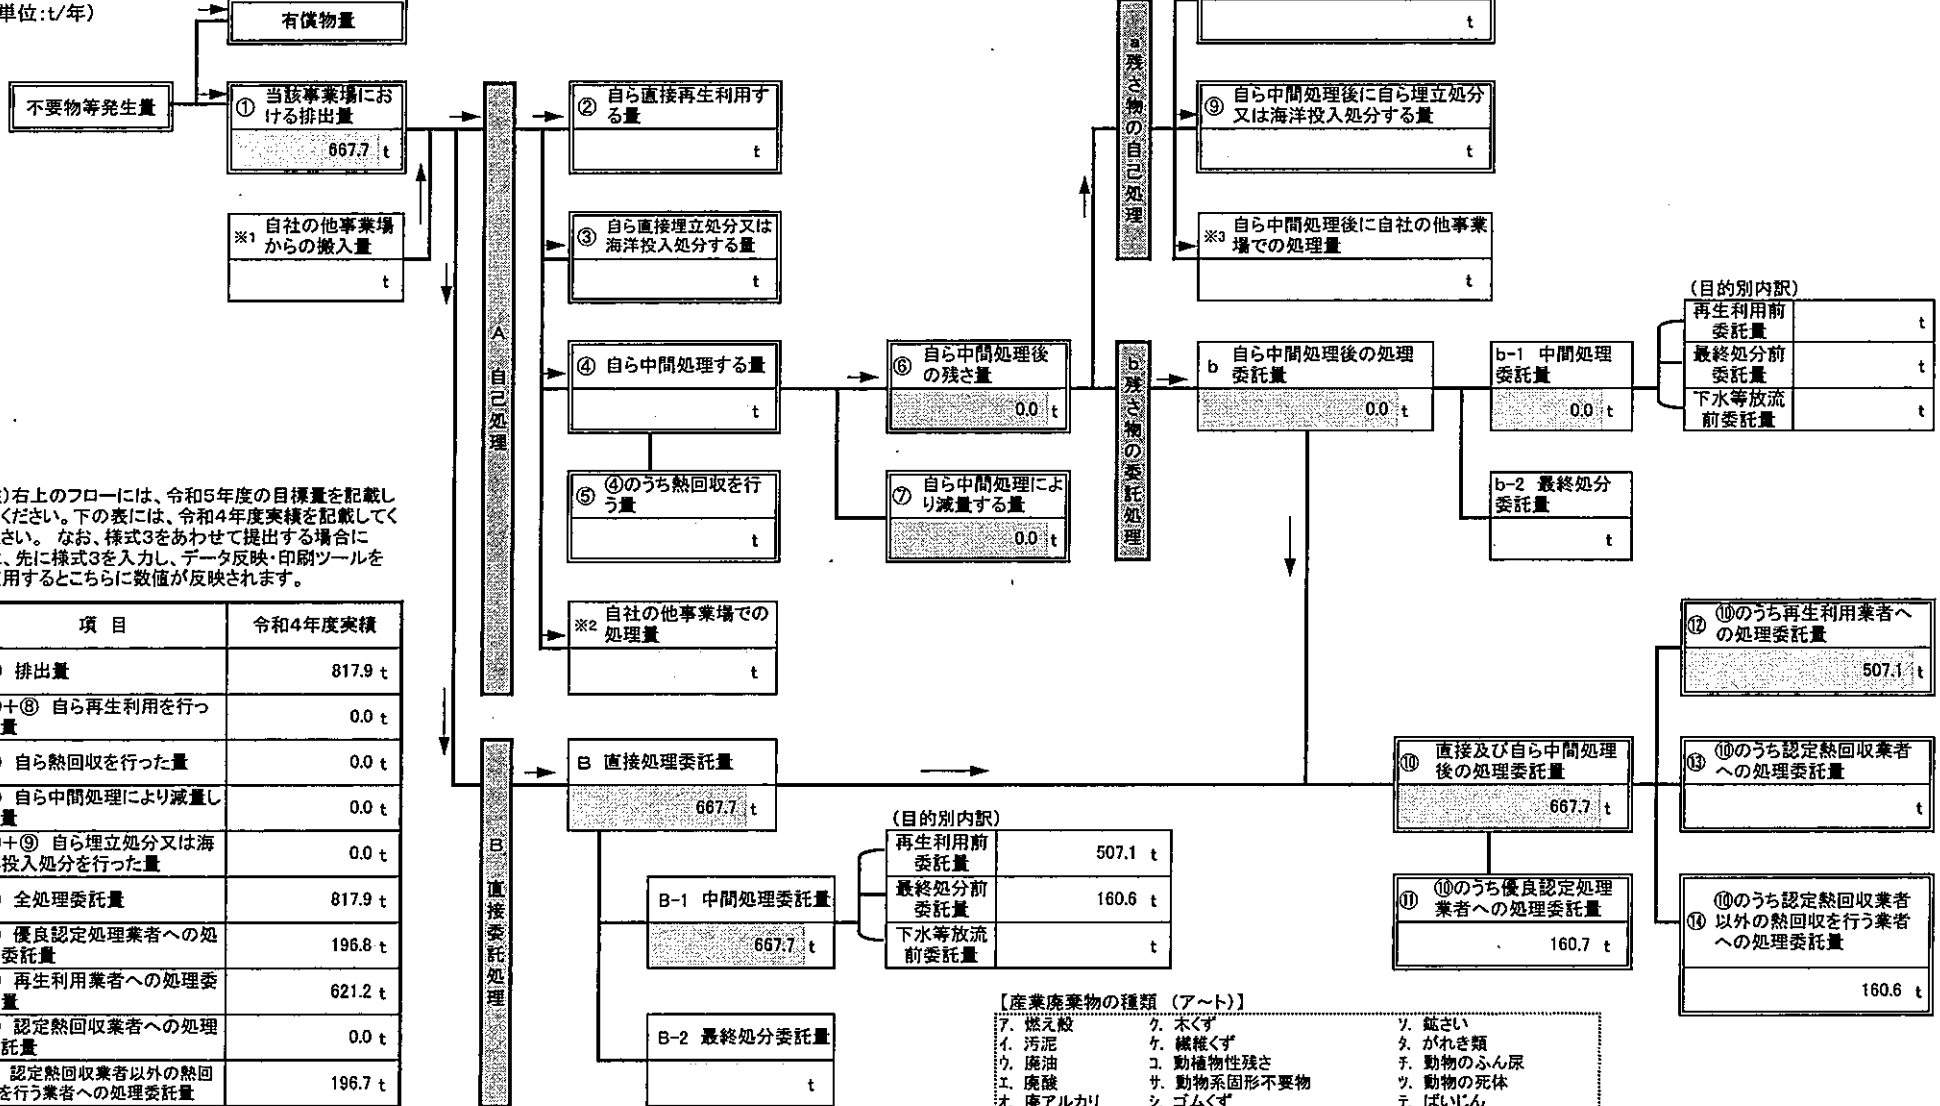 単位:t/年)
有償物量
不要物等発生量
① 当該事業場にお
ける排出量
667.7 t
※1 自社の他事業場
からの搬入量
t
A 自己処理
② 自ら直接再生利用す
る量
t
③ 自ら直接埋立処分又は
海洋投入処分する量
t
④ 自ら中間処理する量
t
⑤ ④のうち熱回収を行
う量
t
※2 自社の他事業場での
処理量
t
⑥ 自ら中間処理後
の残さ量
0.0 t
⑦ 自ら中間処理によ
り減量する量
0.0 t
a残さ物の自己処理
t
⑨ 自ら中間処理後に自ら埋立処分
又は海洋投入処分する量
t
※3 自ら中間処理後に自社の他事業
場での処理量
t
b残さ物の委託処理
b 自ら中間処理後の処理
委託量
0.0 t
b-1 中間処理
委託量
0.0 t
(目的別内訳)
再生利用前
委託量 t
最終処分前
委託量 t
下水等放流
前委託量 t
b-2 最終処分
委託量
t
)右上のフローには、令和5年度の目標量を記載し
ください。下の表には、令和4年度実績を記載してく
さい。 なお、様式3をあわせて提出する場合に
、先に様式3を入力し、データ反映・印刷ツールを
用するとこちらに数値が反映されます。
項 目 令和4年度実績
排出量 817.9 t
+⑧ 自ら再生利用を行っ
量 0.0 t
自ら熱回収を行った量 0.0 t
自ら中間処理により減量し
量 0.0 t
+⑨ 自ら埋立処分又は海
投入処分を行った量 0.0 t
全処理委託量 817.9 t
優良認定処理業者への処
委託量 196.8 t
再生利用業者への処理委
量 621.2 t
認定熱回収業者への処理
託量 0.0 t
認定熱回収業者以外の熱回
を行う業者への処理委託量 196.7 t
B 直接委託処理
B 直接処理委託量
667.7 t
B-1 中間処理委託量
667.7 t
(目的別内訳)
再生利用前
委託量 507.1 t
最終処分前
委託量 160.6 t
下水等放流
前委託量 t
B-2 最終処分委託量
t
⑩ 直接及び自ら中間処理
後の処理委託量
667.7 t
⑪ ⑩のうち優良認定処理
業者への処理委託量
160.7 t
⑫ ⑩のうち再生利用業者へ
の処理委託量
507.1 t
⑬ ⑩のうち認定熱回収業者
への処理委託量
t
⑭ ⑩のうち認定熱回収業者
以外の熱回収を行う業者
への処理委託量
160.6 t
【産業廃棄物の種類 (ア~ト)】
ア. 燃え殻 ク. 木くず ソ. 鉱さい
イ. 汚泥 ケ. 繊維くず タ. がれき類
ウ. 廃油 コ. 動植物性残さ チ. 動物のふん尿
エ. 廃酸 サ. 動物系固形不要物 ツ. 動物の死体
オ. 廃アルカリ シ. ゴムくず テ. ばいじん